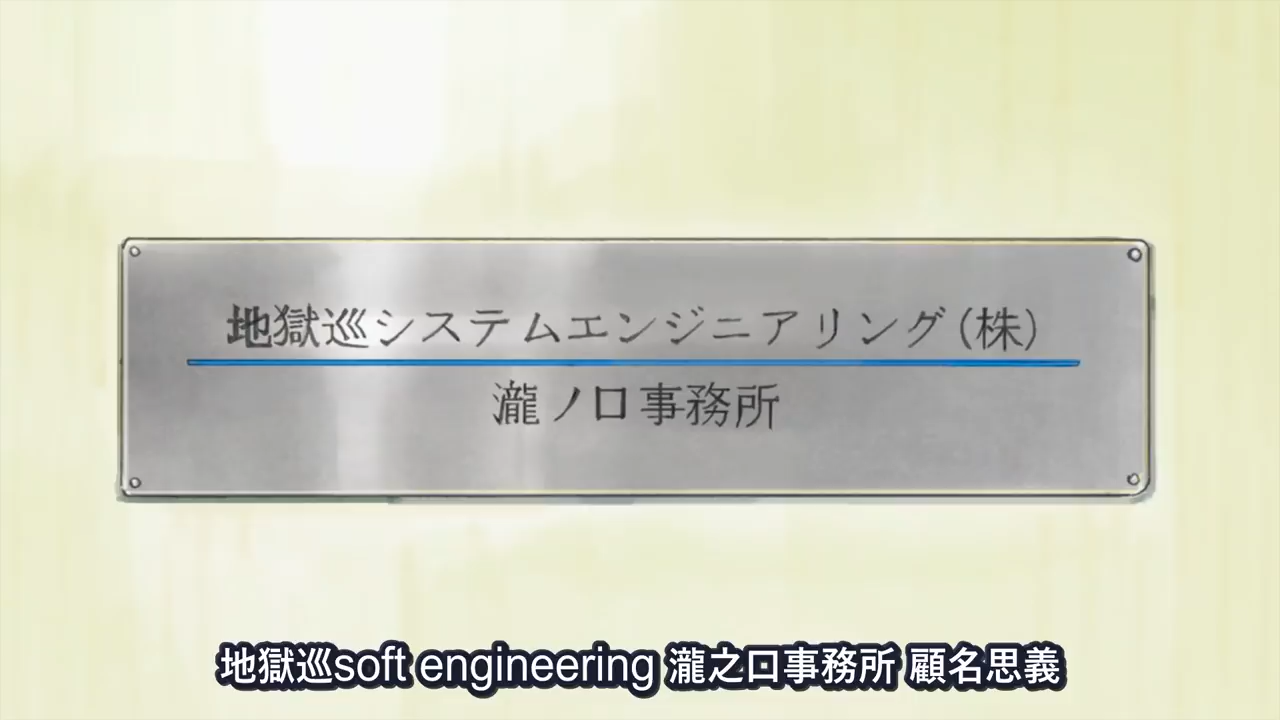 地獄巡システムエンジニアリング(株)
瀧ノ口事務所
地獄巡soft engineering 瀧之口事務所 顧名思義